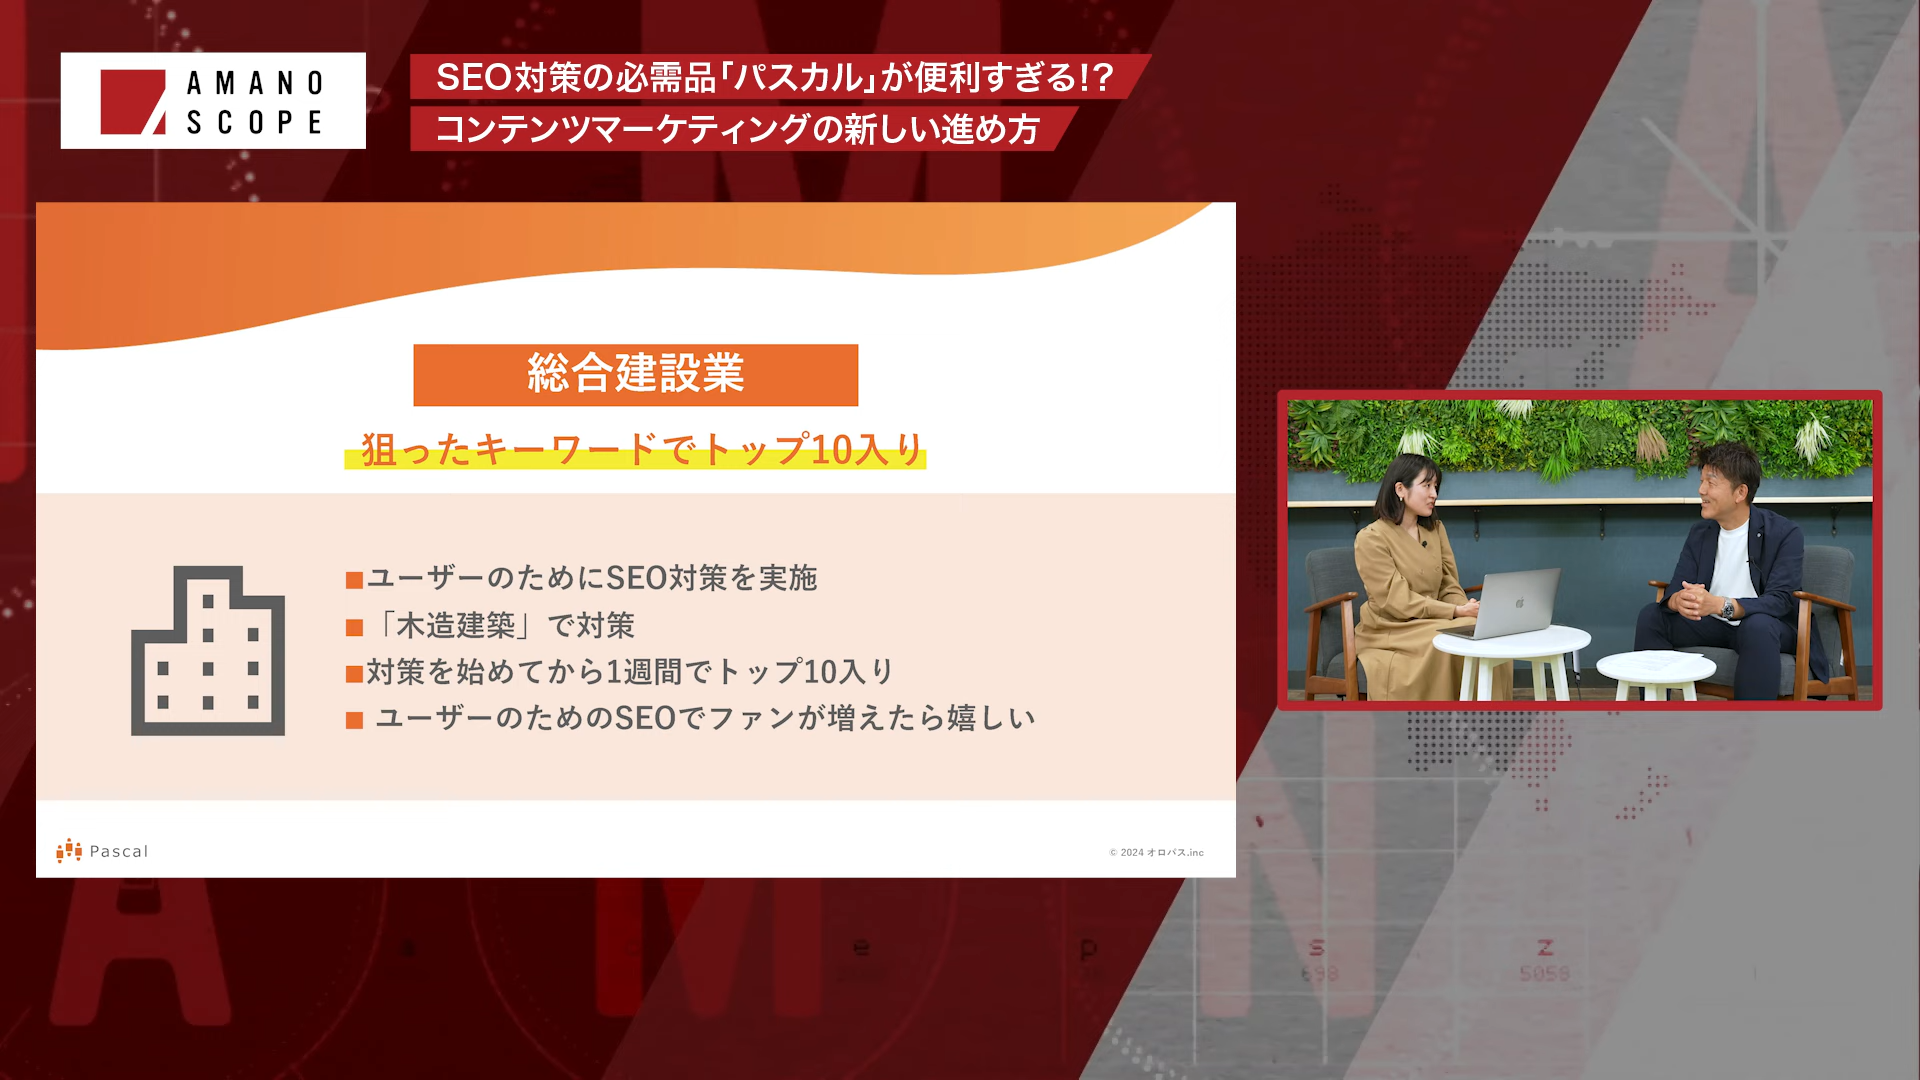 AMANO
SCOPE
SEO対策の必需品「パスカル」が便利すぎる!?
コンテンツマーケティングの新しい進め方
総合建設業
狙ったキーワードでトップ10入り
■ユーザーのためにSEO対策を実施
■「木造建築」で対策
■対策を始めてから1週間でトップ10入り
■ ユーザーのためのSEOでファンが増えたら嬉しい
Pascal
© 2024 オロパス.inc
A M N
e p s z
698 5058